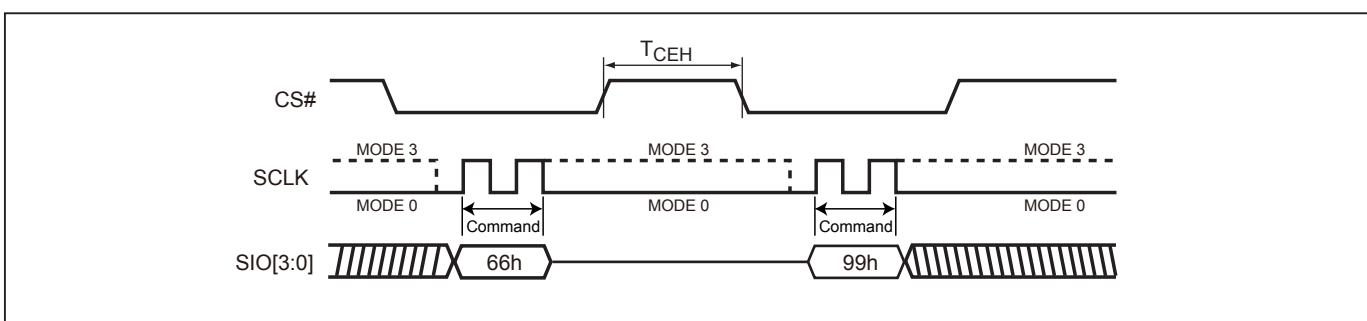 TCEH
CS#
MODE 3 MODE 3 MODE 3
SCLK
MODE 0 MODE 0 MODE 0
Command Command
SIO[3:0] 66h 99h